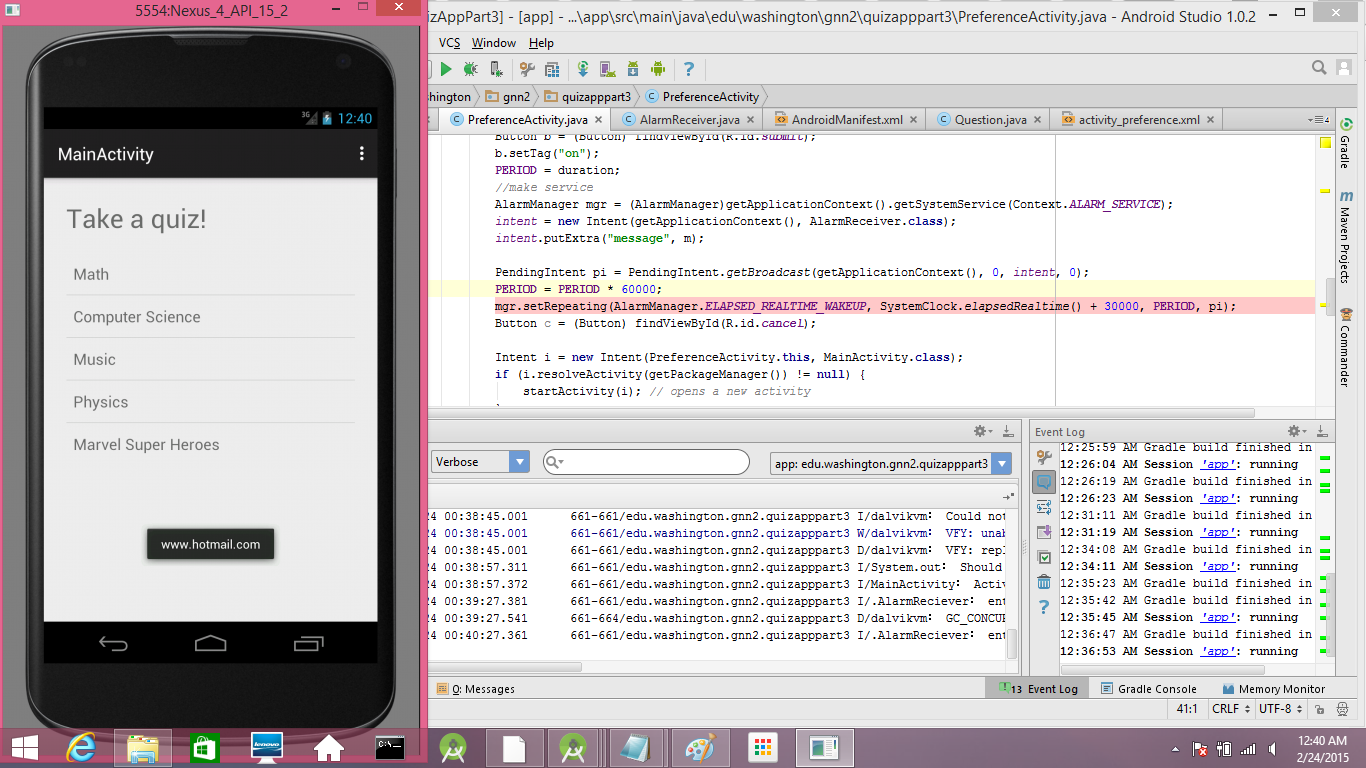 5554:Nexus_4_API_15_2
izAppPart3] - [app] - ...\app\src\main\java\edu\washington\gnn2\quizapppart3\PreferenceActivity.java - Android Studio 1.0.2
VCS Window Help
gnn2 quizapppart3 PreferenceActivity
PreferenceActivity.java AlarmReceiver.java AndroidManifest.xml Question.java activity_preference.xml
3G 12:40
MainActivity
Take a quiz!
Math
Computer Science
Music
Physics
Marvel Super Heroes
www.hotmail.com
Button b = (Button) findViewById(R.id.submit);
b.setTag("on");
PERIOD = duration;
//make service
AlarmManager mgr = (AlarmManager)getApplicationContext().getSystemService(Context.ALARM_SERVICE);
intent = new Intent(getApplicationContext(), AlarmReceiver.class);
intent.putExtra("message", m);
PendingIntent pi = PendingIntent.getBroadcast(getApplicationContext(), 0, intent, 0);
PERIOD = PERIOD * 60000;
mgr.setRepeating(AlarmManager.ELAPSED_REALTIME_WAKEUP, SystemClock.elapsedRealtime() + 30000, PERIOD, pi);
Button c = (Button) findViewById(R.id.cancel);
Intent i = new Intent(PreferenceActivity.this, MainActivity.class);
if (i.resolveActivity(getPackageManager()) != null) {
startActivity(i); // opens a new activity
Gradle
m Maven Projects
Commander
Verbose
app: edu.washington.gnn2.quizapppart3
24 00:38:45.001 661-661/edu.washington.gnn2.quizapppart3 I/dalvikvm: Could not
24 00:38:45.001 661-661/edu.washington.gnn2.quizapppart3 W/dalvikvm: VFY: unab
24 00:38:45.001 661-661/edu.washington.gnn2.quizapppart3 D/dalvikvm: VFY: repl
24 00:38:57.311 661-661/edu.washington.gnn2.quizapppart3 I/System.out: Should
24 00:38:57.372 661-661/edu.washington.gnn2.quizapppart3 I/MainActivity: Activ
24 00:39:27.381 661-661/edu.washington.gnn2.quizapppart3 I/.AlarmReciever: ent
24 00:39:27.541 661-664/edu.washington.gnn2.quizapppart3 D/dalvikvm: GC_CONCUR
24 00:40:27.361 661-661/edu.washington.gnn2.quizapppart3 I/.AlarmReciever: ent
Event Log
12:25:59 AM Gradle build finished in
12:26:04 AM Session 'app': running
12:26:19 AM Gradle build finished in
12:26:23 AM Session 'app': running
12:31:11 AM Gradle build finished in
12:31:19 AM Session 'app': running
12:34:08 AM Gradle build finished in
12:34:11 AM Session 'app': running
12:35:23 AM Gradle build finished in
12:35:42 AM Gradle build finished in
12:35:45 AM Session 'app': running
12:36:47 AM Gradle build finished in
12:36:53 AM Session 'app': running
0: Messages
13 Event Log Gradle Console Memory Monitor
41:1 CRLF UTF-8
lenovo
C:\
12:40 AM
2/24/2015